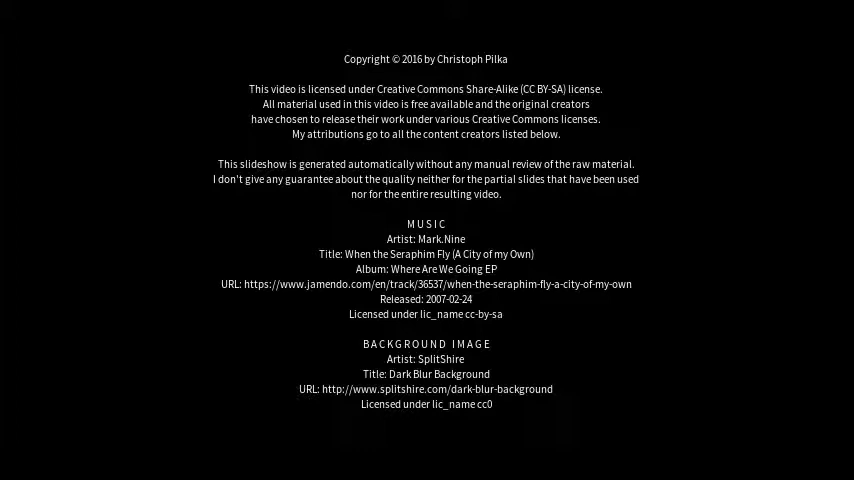 Copyright © 2016 by Christoph Pilka
This video is licensed under Creative Commons Share-Alike (CC BY-SA) license.
All material used in this video is free available and the original creators
have chosen to release their work under various Creative Commons licenses.
My attributions go to all the content creators listed below.
This slideshow is generated automatically without any manual review of the raw material.
I don't give any guarantee about the quality neither for the partial slides that have been used
nor for the entire resulting video.
MUSIC
Artist: Mark.Nine
Title: When the Seraphim Fly (A City of my Own)
Album: Where Are We Going EP
URL: https://www.jamendo.com/en/track/36537/when-the-seraphim-fly-a-city-of-my-own
Released: 2007-02-24
Licensed under lic_name cc-by-sa
BACKGROUND IMAGE
Artist: SplitShire
Title: Dark Blur Background
URL: http://www.splitshire.com/dark-blur-background
Licensed under lic_name cc0